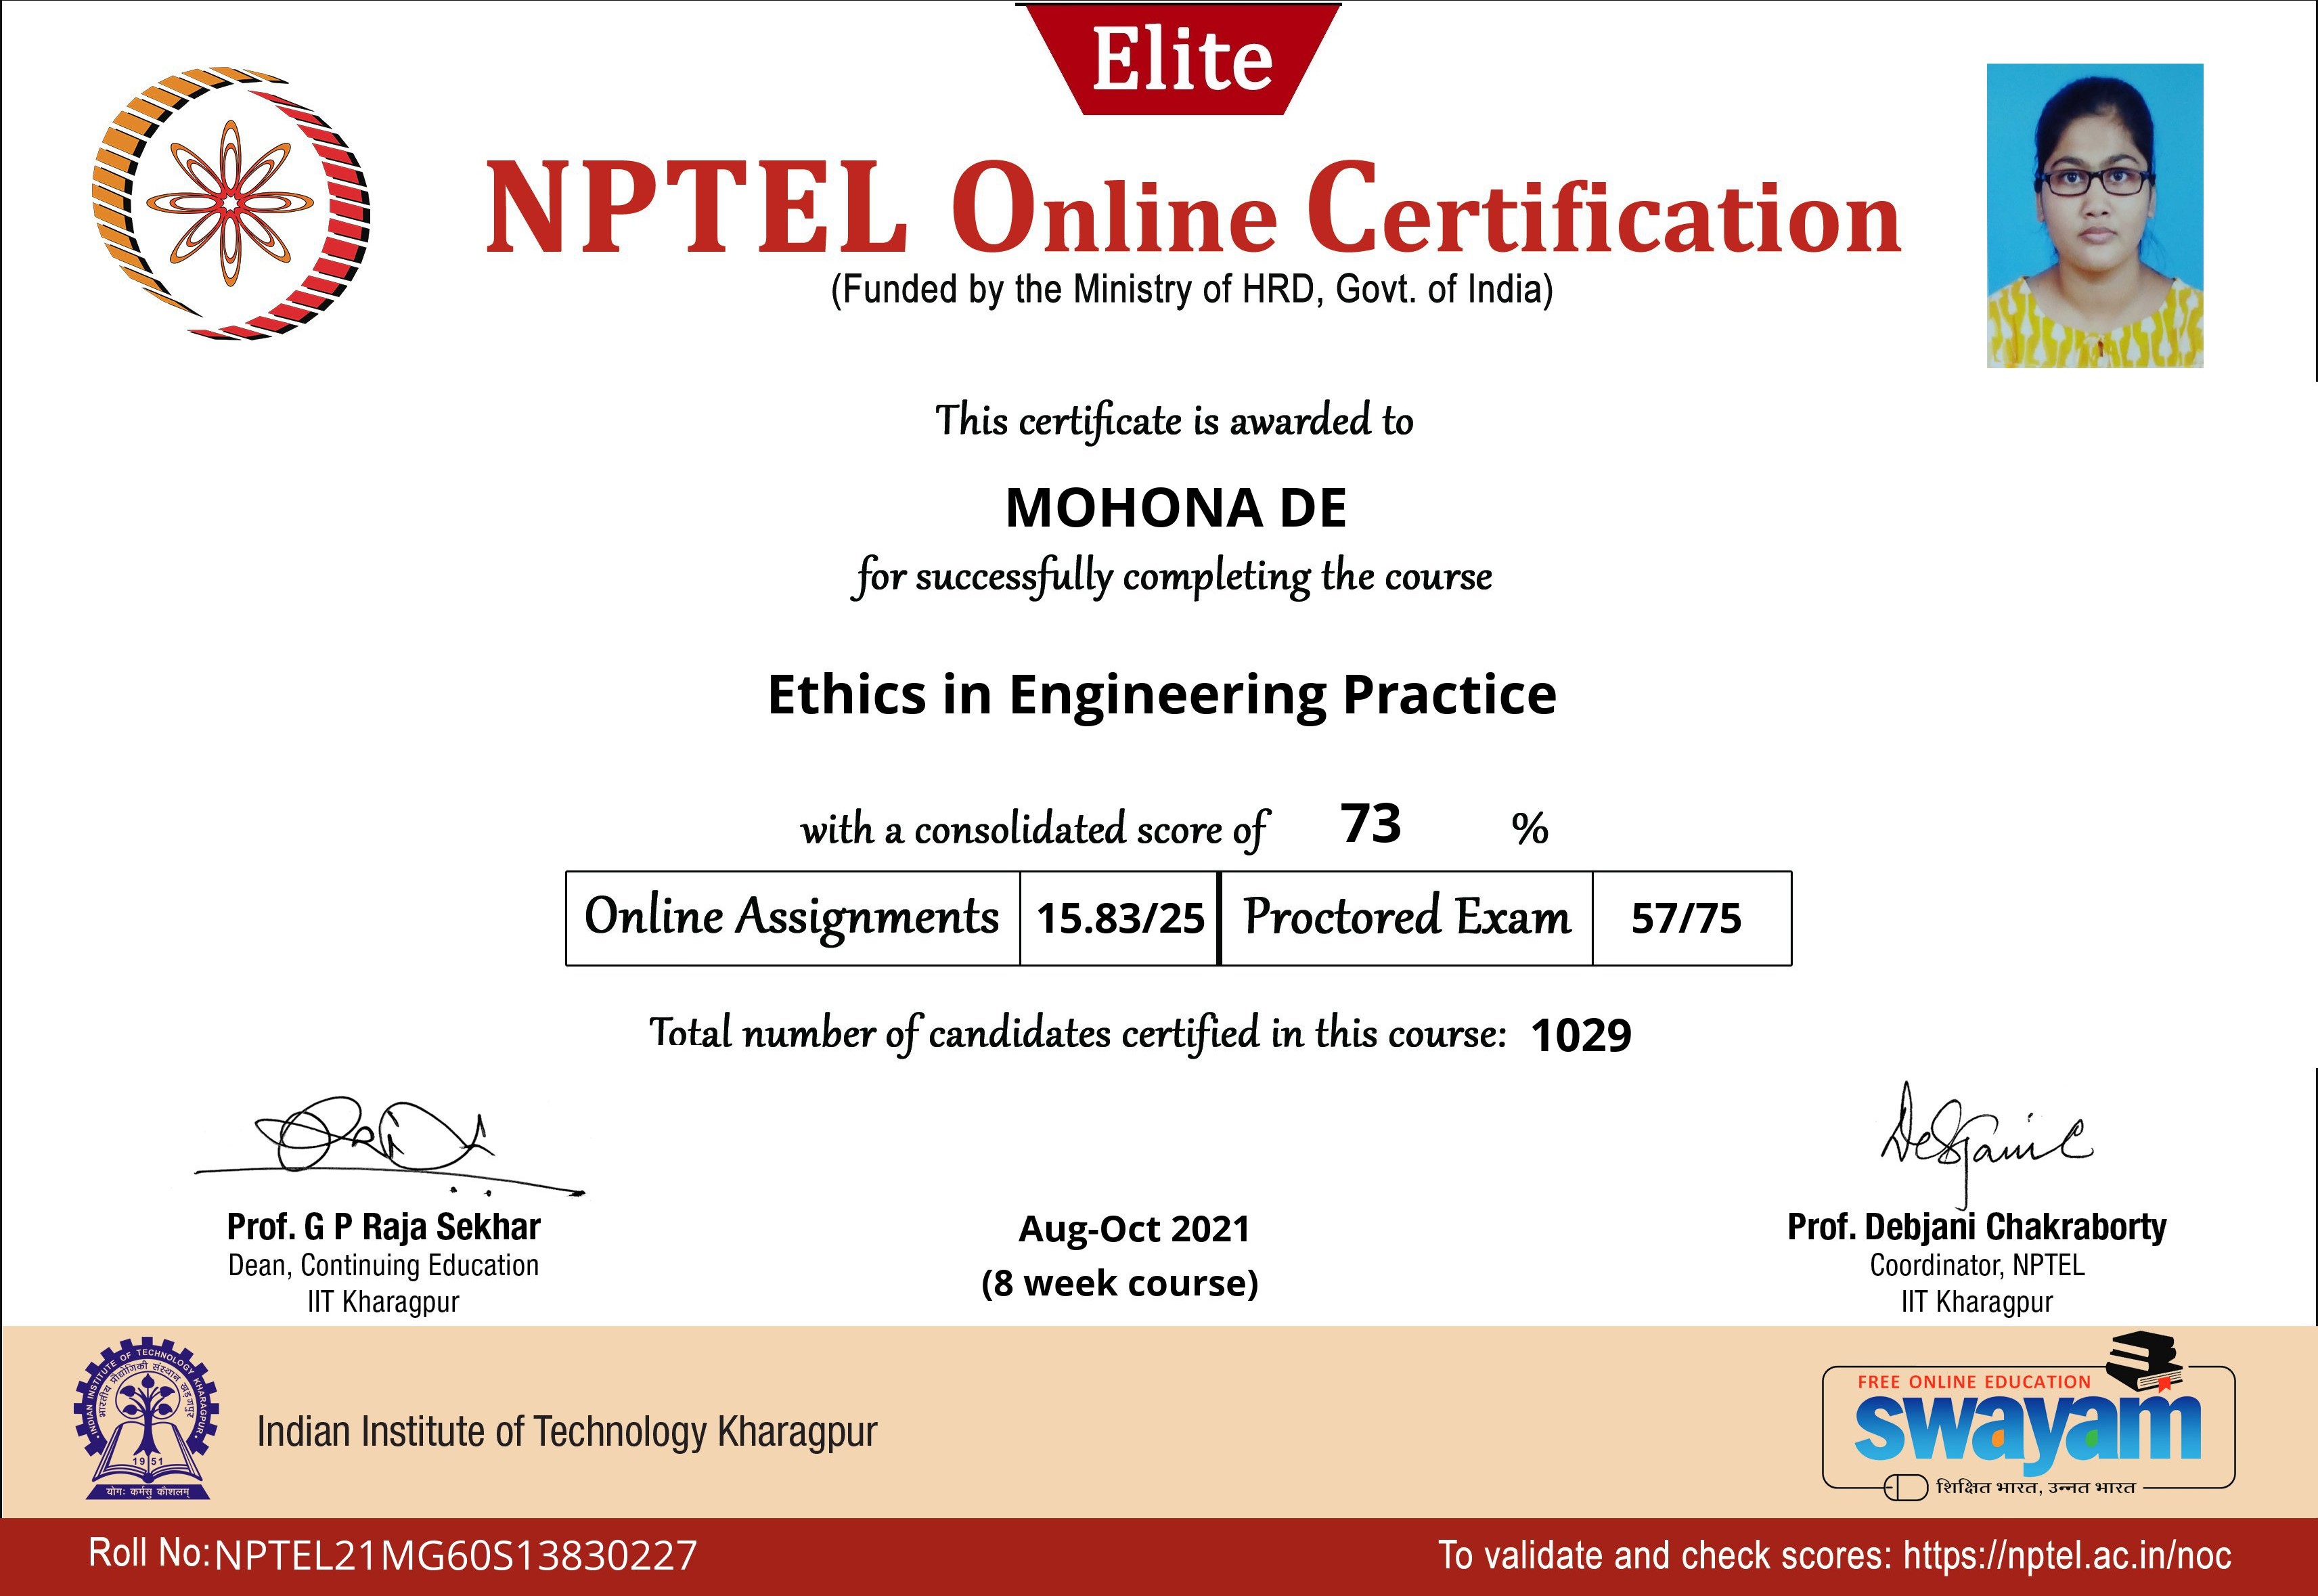 Elite
NPTEL Online Certification
(Funded by the Ministry of HRD, Govt. of India)
This certificate is awarded to
MOHONA DE
for successfully completing the course
Ethics in Engineering Practice
with a consolidated score of 73 %
Online Assignments 15.83/25 Proctored Exam 57/75
Total number of candidates certified in this course: 1029
Debjani C
Prof. G P Raja Sekhar
Dean, Continuing Education
IIT Kharagpur
Aug-Oct 2021
(8 week course)
Prof. Debjani Chakraborty
Coordinator, NPTEL
IIT Kharagpur
INDIAN INSTITUTE OF TECHNOLOGY KHARAGPUR
भारतीय प्रौद्योगिकी संस्थान खड़गपुर
1951
योगः कर्मसु कौशलम्
Indian Institute of Technology Kharagpur
FREE ONLINE EDUCATION
swayam
शिक्षित भारत, उन्नत भारत
Roll No:NPTEL21MG60S13830227
To validate and check scores: https://nptel.ac.in/noc